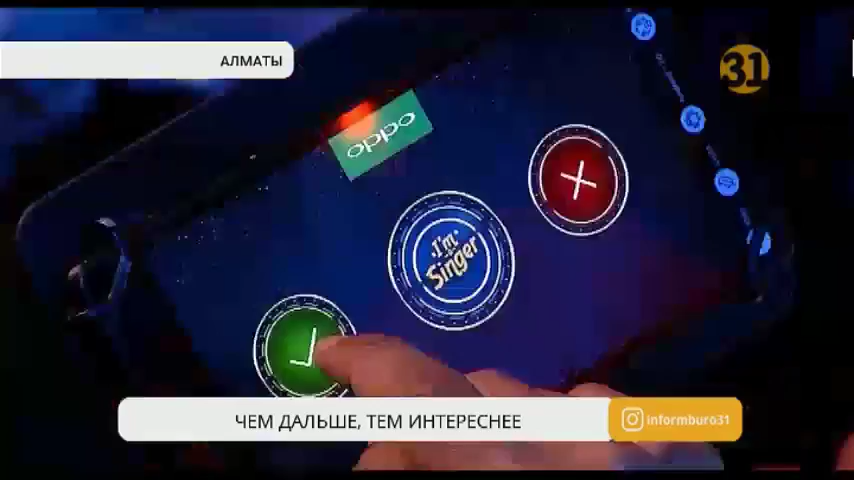 АЛМАТЫ
31
oppo
I'm
Singer
ЧЕМ ДАЛЬШЕ, ТЕМ ИНТЕРЕСНЕЕ
informburo31